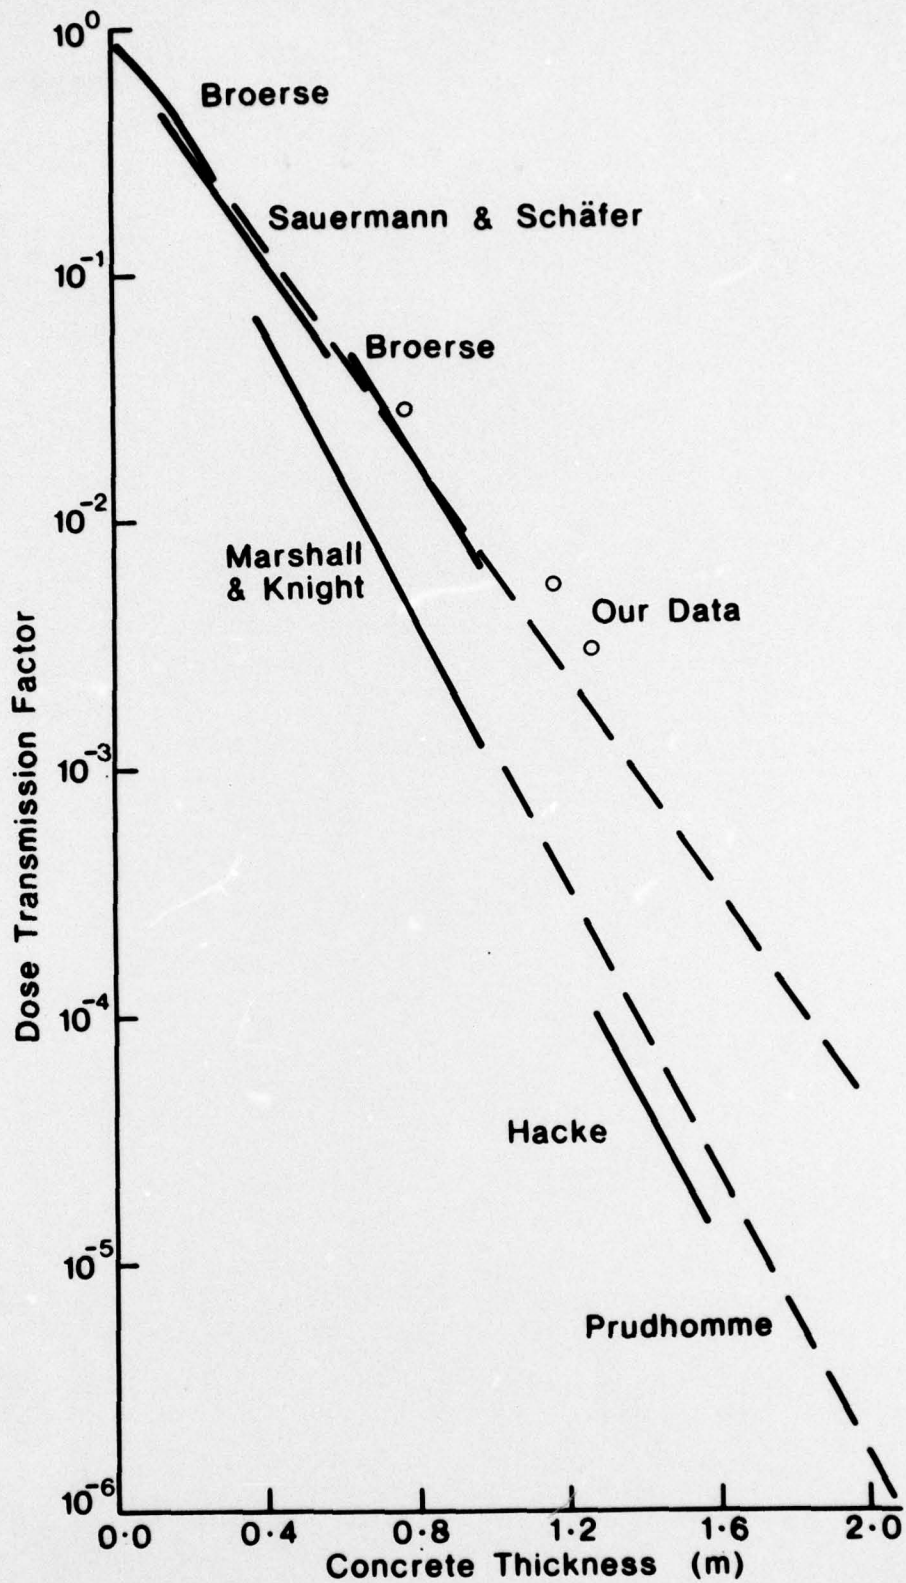 10⁰
Broerse
Sauermann & Schäfer
10⁻¹
Broerse
10⁻²
Marshall
& Knight
Our Data
Dose Transmission Factor
10⁻³
10⁻⁴
Hacke
10⁻⁵
Prudhomme
10⁻⁶
0·0 0·4 0·8 1·2 1·6 2·0
Concrete Thickness (m)